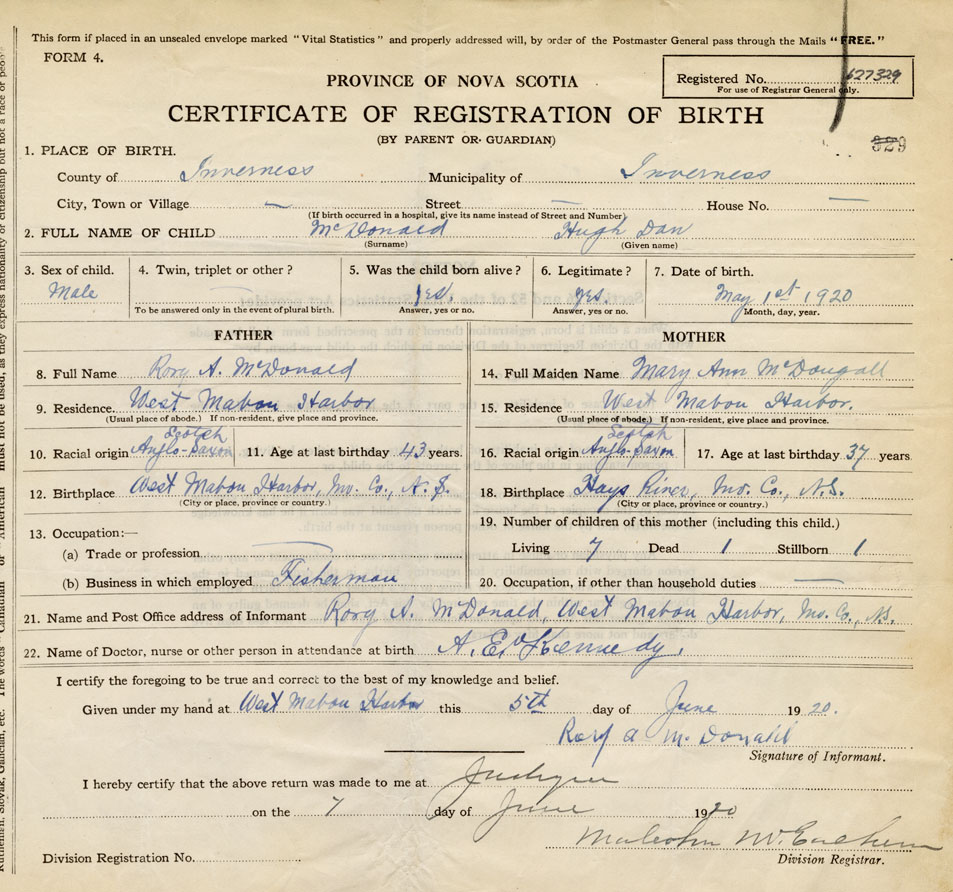 This form if placed in an unsealed envelope marked "Vital Statistics" and properly addressed will, by order of the Postmaster General pass through the Mails "FREE."
FORM 4.
Registered No. 627329
For use of Registrar General only.
PROVINCE OF NOVA SCOTIA
CERTIFICATE OF REGISTRATION OF BIRTH
(BY PARENT OR GUARDIAN)
329
1. PLACE OF BIRTH.
County of Inverness Municipality of Inverness
City, Town or Village — Street — House No. —
(If birth occurred in a hospital, give its name instead of Street and Number)
2. FULL NAME OF CHILD McDonald Hugh Dan
(Surname) (Given name)
3. Sex of child. 4. Twin, triplet or other? 5. Was the child born alive? 6. Legitimate? 7. Date of birth.
Male yes yes. May 1st 1920
To be answered only in the event of plural birth. Answer, yes or no. Answer, yes or no. Month, day, year.
FATHER MOTHER
8. Full Name Rory A. McDonald 14. Full Maiden Name Mary Ann McDougall
9. Residence. West Mabou Harbor 15. Residence West Mabou Harbor.
(Usual place of abode.) If non-resident, give place and province. (Usual place of abode.) If non-resident, give place and province.
Scotch Scotch
10. Racial origin Anglo-Saxon 11. Age at last birthday 43 years. 16. Racial origin Anglo-Saxon 17. Age at last birthday 37 years
12. Birthplace West Mabou Harbor, Inv. Co., N.S. 18. Birthplace Hays River, Inv. Co., N.S.
(City or place, province or country.) (City or place, province or country.)
13. Occupation:— 19. Number of children of this mother (including this child.)
(a) Trade or profession — Living 7 Dead 1 Stillborn 1
(b) Business in which employed Fisherman 20. Occupation, if other than household duties —
21. Name and Post Office address of Informant Rory A. McDonald, West Mabou Harbor, Inv. Co., N.S.
22. Name of Doctor, nurse or other person in attendance at birth A. E. Kennedy.
I certify the foregoing to be true and correct to the best of my knowledge and belief.
Given under my hand at West Mabou Harbor this 5th day of June 1920.
Rory A McDonald
Signature of Informant.
I hereby certify that the above return was made to me at Judique
on the 7 day of June 1920
Malcolm McEachern
Division Registration No. Division Registrar.